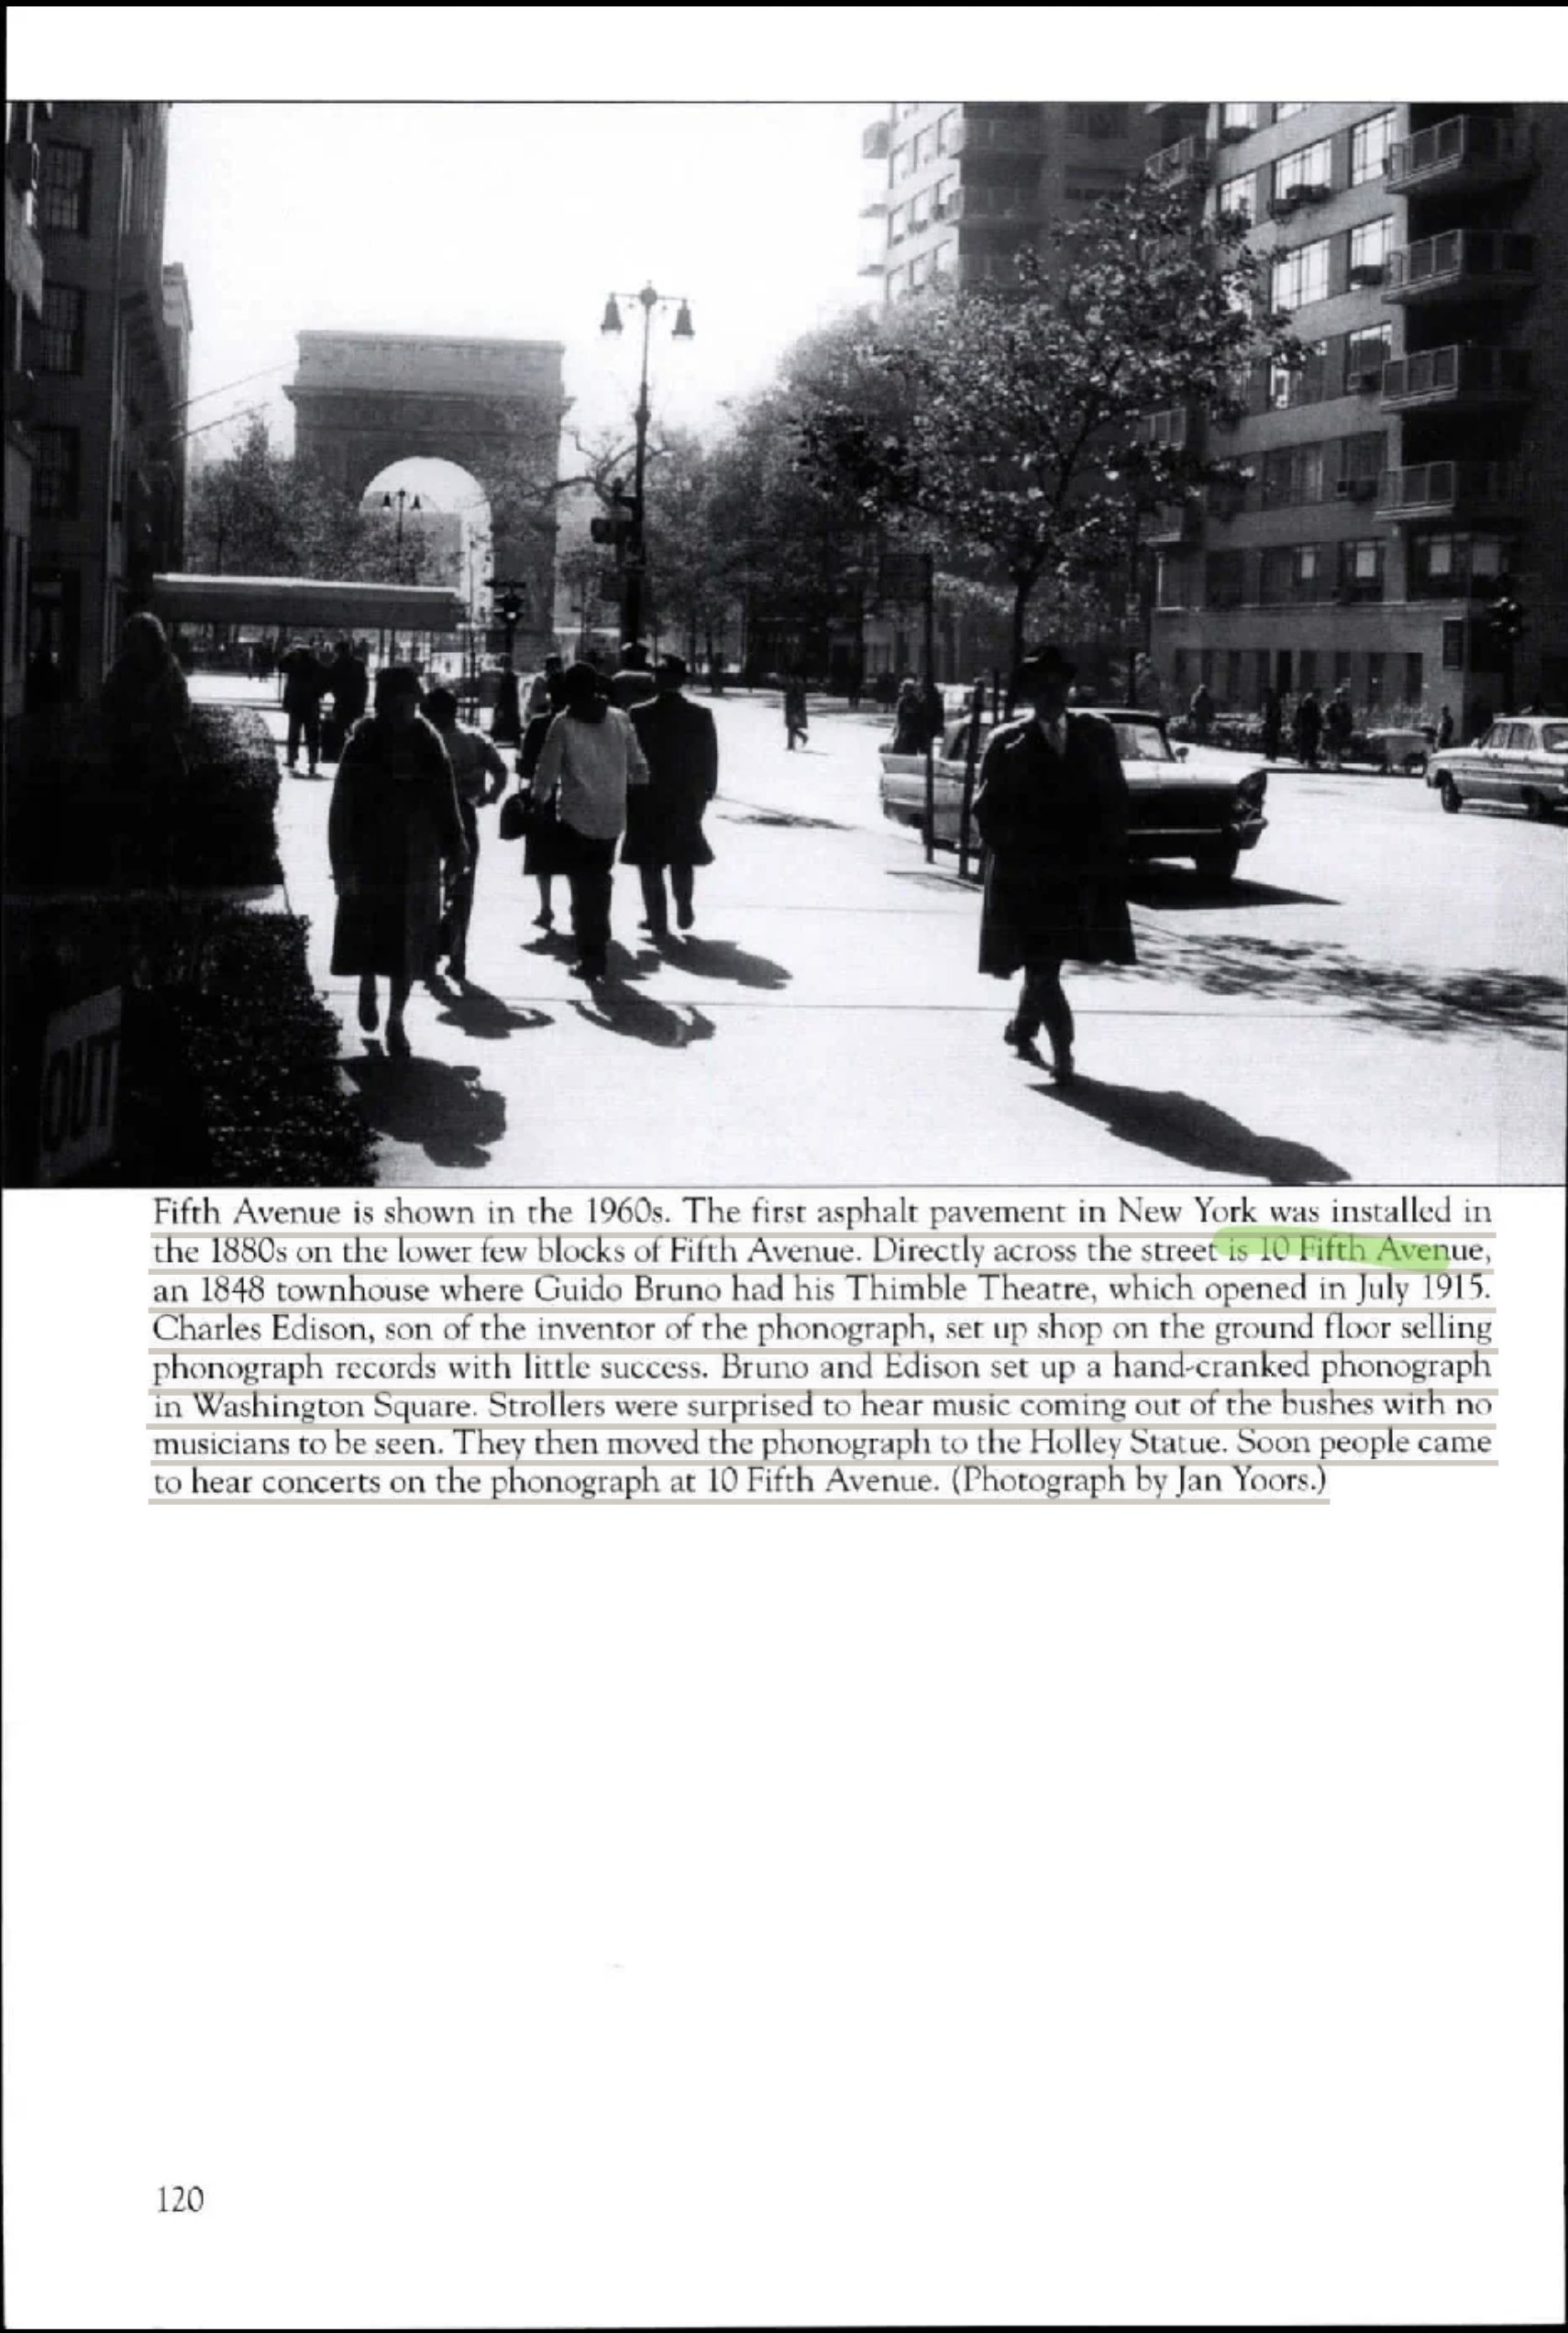 OUT
Fifth Avenue is shown in the 1960s. The first asphalt pavement in New York was installed in
the 1880s on the lower few blocks of Fifth Avenue. Directly across the street is 10 Fifth Avenue,
an 1848 townhouse where Guido Bruno had his Thimble Theatre, which opened in July 1915.
Charles Edison, son of the inventor of the phonograph, set up shop on the ground floor selling
phonograph records with little success. Bruno and Edison set up a hand-cranked phonograph
in Washington Square. Strollers were surprised to hear music coming out of the bushes with no
musicians to be seen. They then moved the phonograph to the Holley Statue. Soon people came
to hear concerts on the phonograph at 10 Fifth Avenue. (Photograph by Jan Yoors.)
120